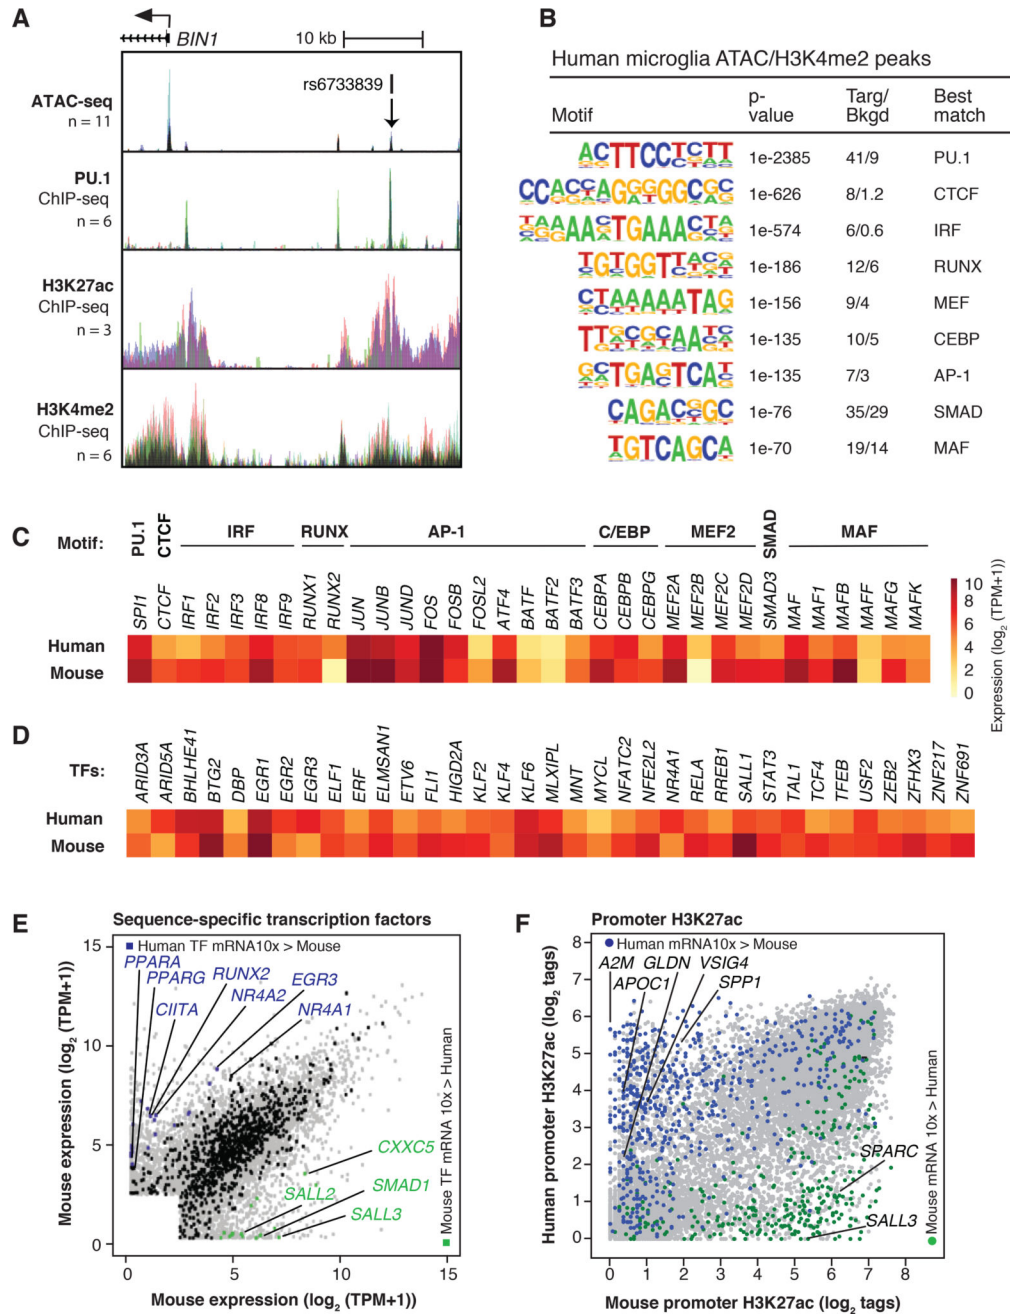 A
BIN1
10 kb
rs6733839
ATAC-seq
n = 11
PU.1
ChIP-seq
n = 6
H3K27ac
ChIP-seq
n = 3
H3K4me2
ChIP-seq
n = 6
B
Human microglia ATAC/H3K4me2 peaks
Motif p-value Targ/Bkgd Best match
1e-2385 41/9 PU.1
1e-626 8/1.2 CTCF
1e-574 6/0.6 IRF
1e-186 12/6 RUNX
1e-156 9/4 MEF
1e-135 10/5 CEBP
1e-135 7/3 AP-1
1e-76 35/29 SMAD
1e-70 19/14 MAF
C
Motif: PU.1 CTCF IRF RUNX AP-1 C/EBP MEF2 SMAD MAF
SPI1 CTCF IRF1 IRF2 IRF3 IRF8 IRF9 RUNX1 RUNX2 JUN JUNB JUND FOS FOSB FOSL2 ATF4 BATF BATF2 BATF3 CEBPA CEBPB CEBPG MEF2A MEF2B MEF2C MEF2D SMAD3 MAF MAF1 MAFB MAFF MAFG MAFK
Human
Mouse
10
8
6
4
2
0
Expression (log2 (TPM+1))
D
TFs: ARID3A ARID5A BHLHE41 BTG2 DBP EGR1 EGR2 EGR3 ELF1 ERF ELMSAN1 ETV6 FLI1 HIGD2A KLF2 KLF4 KLF6 MLXIPL MNT MYCL NFATC2 NFE2L2 NR4A1 RELA RREB1 SALL1 STAT3 TAL1 TCF4 TFEB USF2 ZEB2 ZFHX3 ZNF217 ZNF691
Human
Mouse
E
Sequence-specific transcription factors
Human TF mRNA10x > Mouse
PPARA
PPARG
RUNX2
EGR3
CIITA
NR4A2
NR4A1
CXXC5
SALL2
SMAD1
SALL3
Mouse TF mRNA 10x > Human
Mouse expression (log2 (TPM+1))
15
10
5
0
0 5 10 15
Mouse expression (log2 (TPM+1))
F
Promoter H3K27ac
Human mRNA10x > Mouse
A2M GLDN VSIG4
APOC1 SPP1
SPARC
SALL3
Mouse mRNA 10x > Human
Human promoter H3K27ac (log2 tags)
8
7
6
5
4
3
2
1
0
0 1 2 3 4 5 6 7 8
Mouse promoter H3K27ac (log2 tags)